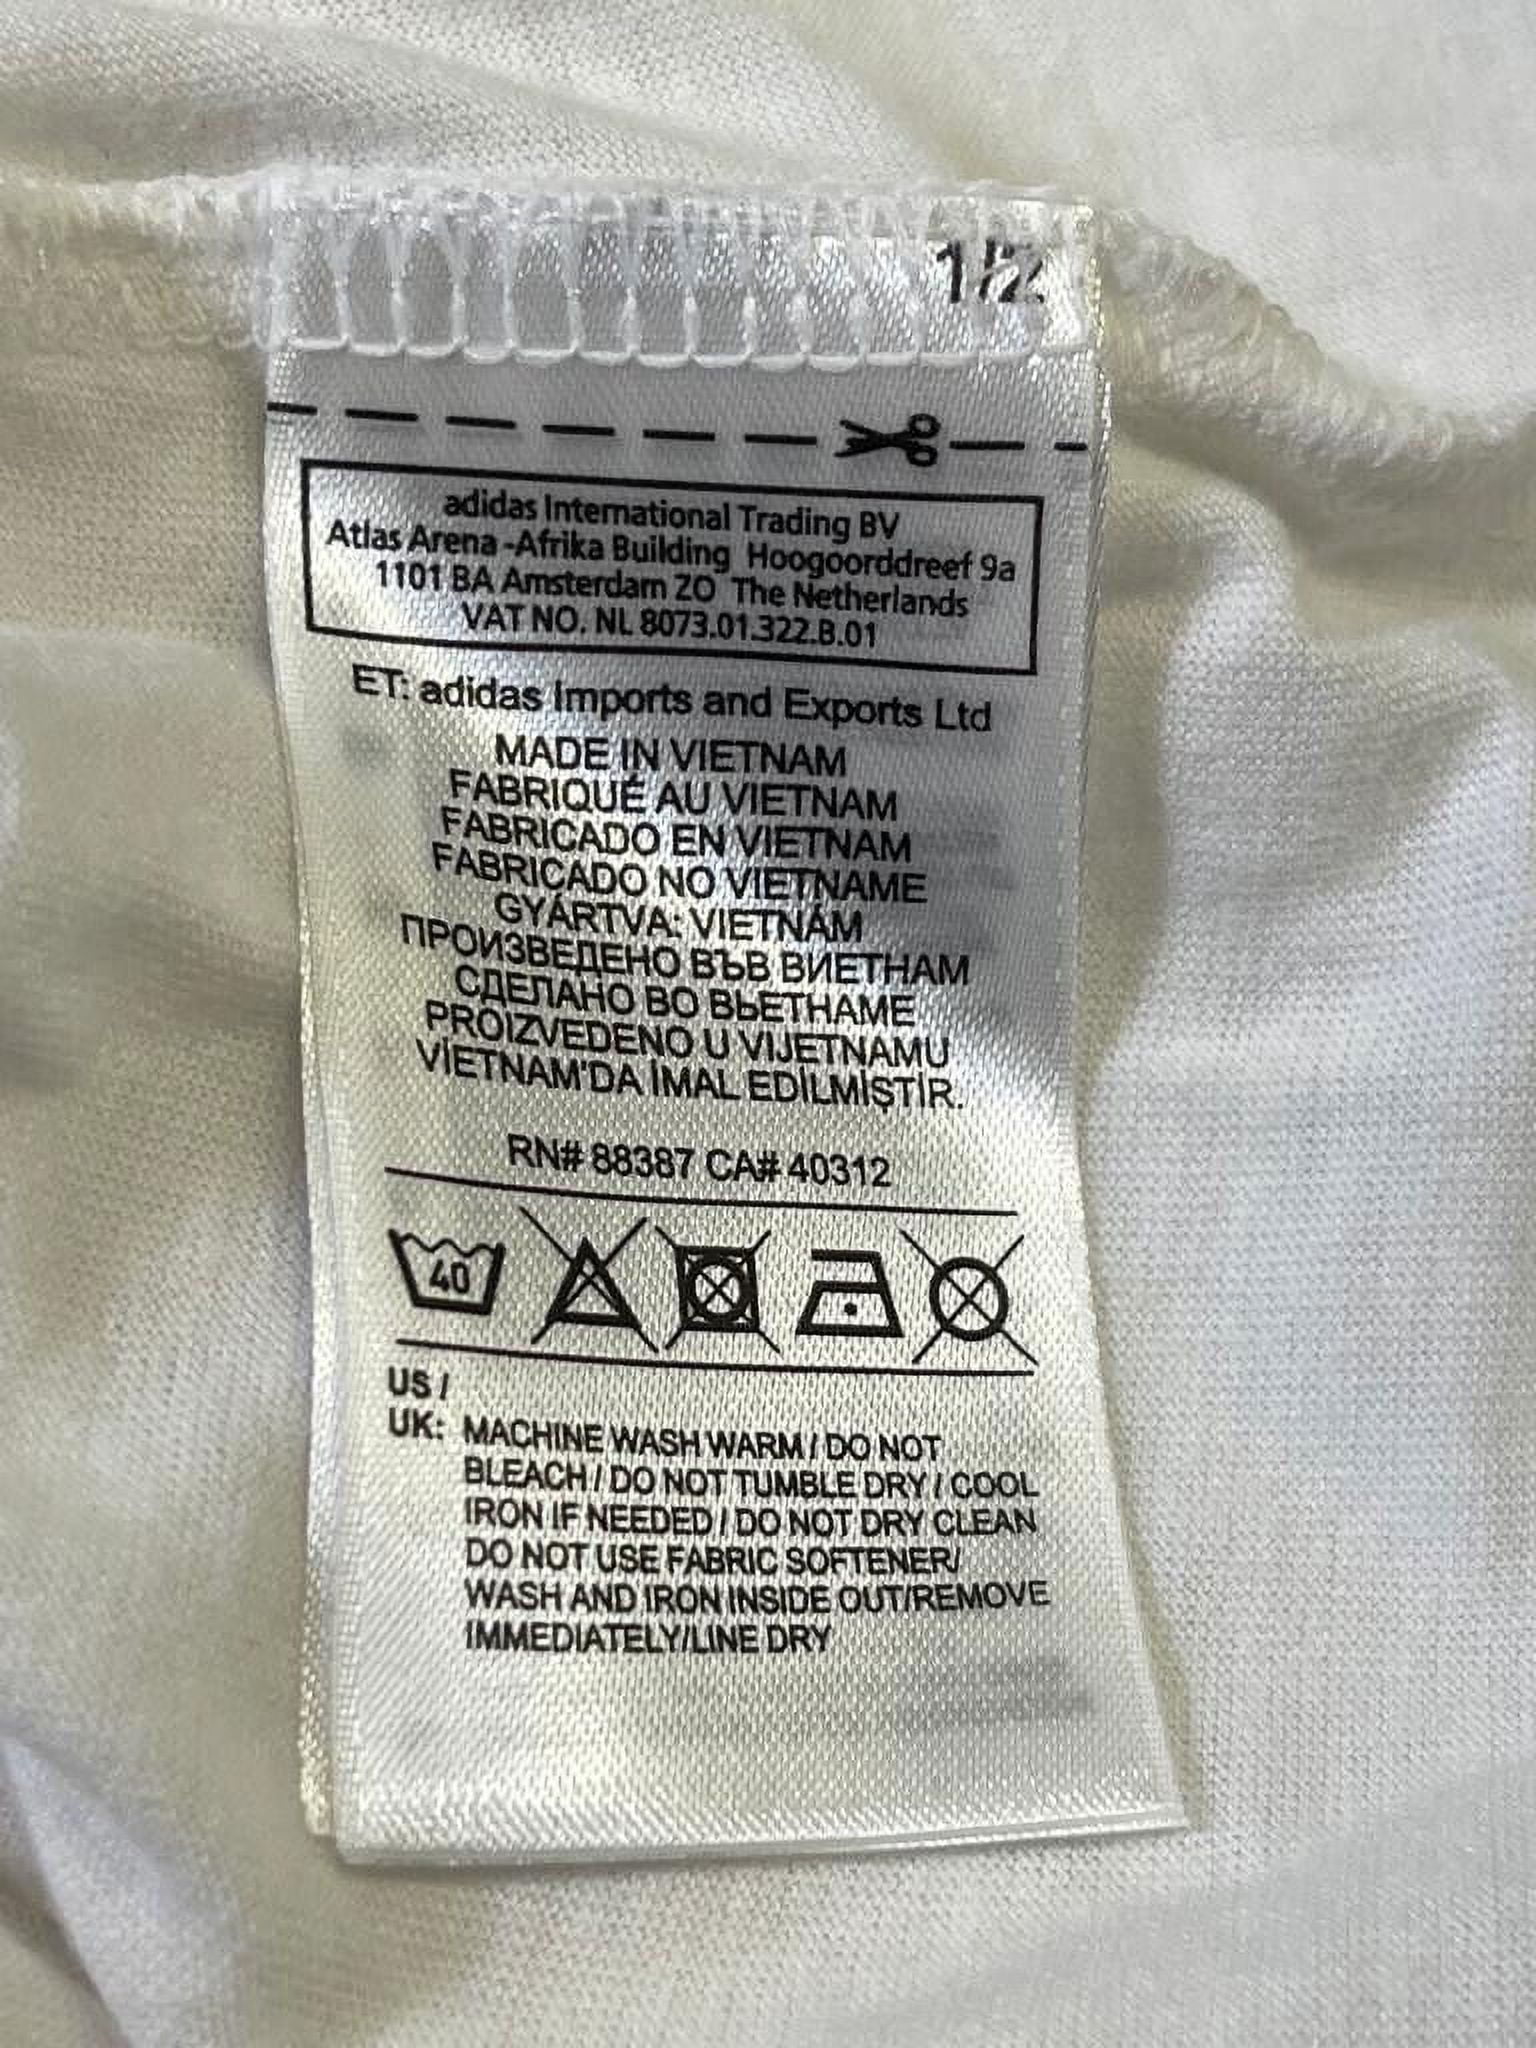 1/2
adidas International Trading BV
Atlas Arena -Afrika Building Hoogoorddreef 9a
1101 BA Amsterdam ZO The Netherlands
VAT NO. NL 8073.01.322.B.01
ET: adidas Imports and Exports Ltd
MADE IN VIETNAM
FABRIQUÉ AU VIETNAM
FABRICADO EN VIETNAM
FABRICADO NO VIETNAME
GYÁRTVA: VIETNÁM
ПРОИЗВЕДЕНО ВЪВ ВИЕТНАМ
СДЕЛАНО ВО ВЬЕТНАМЕ
PROIZVEDENO U VIJETNAMU
VİETNAM'DA İMAL EDİLMİŞTİR.
RN# 88387 CA# 40312
40
US /
UK: MACHINE WASH WARM / DO NOT
BLEACH / DO NOT TUMBLE DRY / COOL
IRON IF NEEDED / DO NOT DRY CLEAN
DO NOT USE FABRIC SOFTENER/
WASH AND IRON INSIDE OUT/REMOVE
IMMEDIATELY/LINE DRY